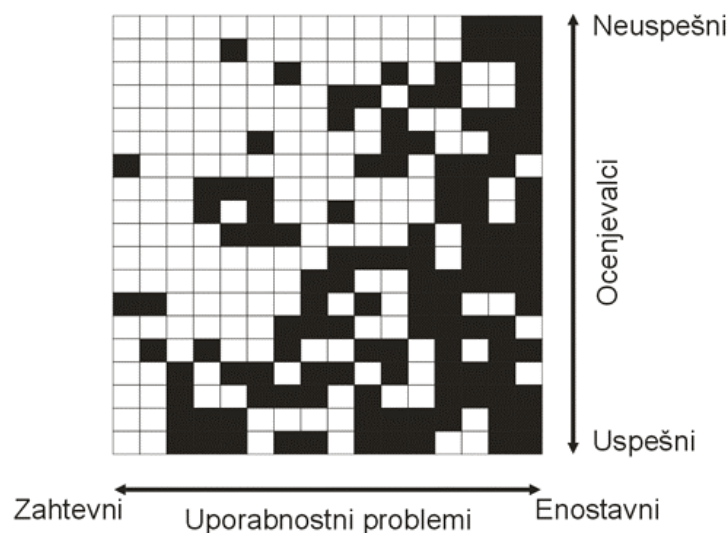 Neuspešni
Ocenjevalci
Uspešni
Zahtevni
Uporabnostni problemi
Enostavni